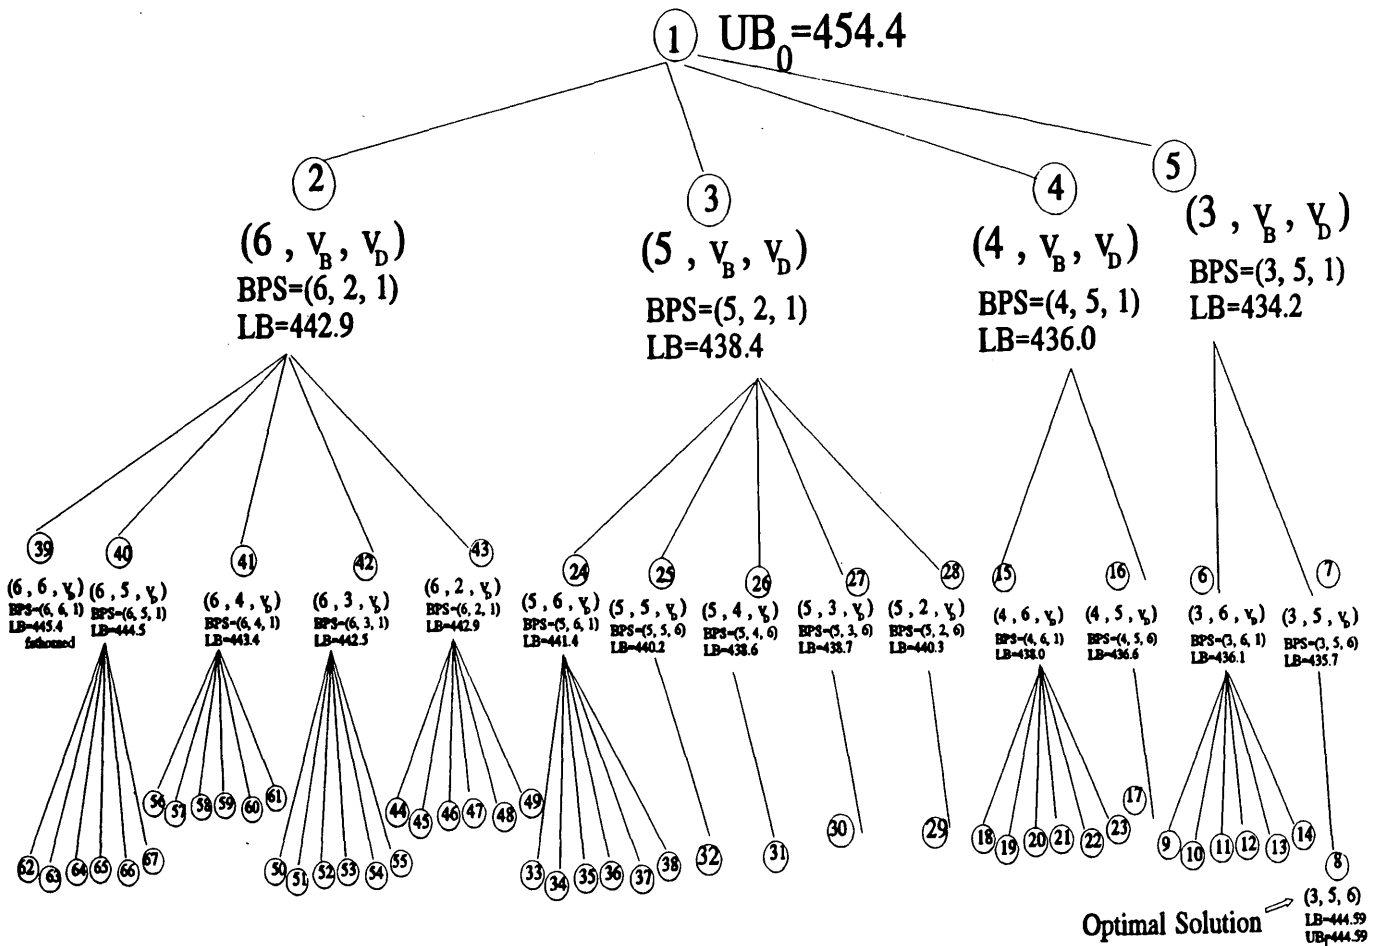 1 UB0=454.4
2
3
4
5
(6 , VB , VD)
BPS=(6, 2, 1)
LB=442.9
(5 , VB , VD)
BPS=(5, 2, 1)
LB=438.4
(4 , VB , VD)
BPS=(4, 5, 1)
LB=436.0
(3 , VB , VD)
BPS=(3, 5, 1)
LB=434.2
39
(6 , 6 , VD)
BPS=(6, 6, 1)
LB=445.4
fathomed
40
(6 , 5 , VD)
BPS=(6, 5, 1)
LB=444.5
41
(6 , 4 , VD)
BPS=(6, 4, 1)
LB=443.4
42
(6 , 3 , VD)
BPS=(6, 3, 1)
LB=442.5
43
(6 , 2 , VD)
BPS=(6, 2, 1)
LB=442.9
24
(5 , 6 , VD)
BPS=(5, 6, 1)
LB=441.4
25
(5 , 5 , VD)
BPS=(5, 5, 6)
LB=440.2
26
(5 , 4 , VD)
BPS=(5, 4, 6)
LB=438.6
27
(5 , 3 , VD)
BPS=(5, 3, 6)
LB=438.7
28
(5 , 2 , VD)
BPS=(5, 2, 6)
LB=440.3
15
(4 , 6 , VD)
BPS=(4, 6, 1)
LB=438.0
16
(4 , 5 , VD)
BPS=(4, 5, 6)
LB=436.6
6
(3 , 6 , VD)
BPS=(3, 6, 1)
LB=436.1
7
(3 , 5 , VD)
BPS=(3, 5, 6)
LB=435.7
62 63 64 65 66 67
56 57 58 59 60 61
50 51 52 53 54 55
44 45 46 47 48 49
33 34 35 36 37 38
32
31
30
29
18 19 20 21 22 23
17
9 10 11 12 13 14
8
(3, 5, 6)
LB=444.59
UB=444.59
Optimal Solution